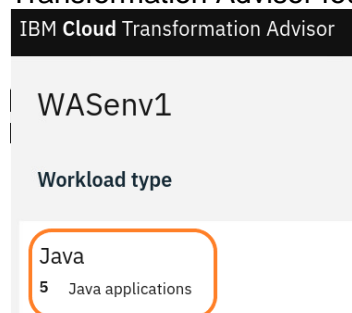 IBM Cloud Transformation Advisor
WASenv1
Workload type
Java
5 Java applications